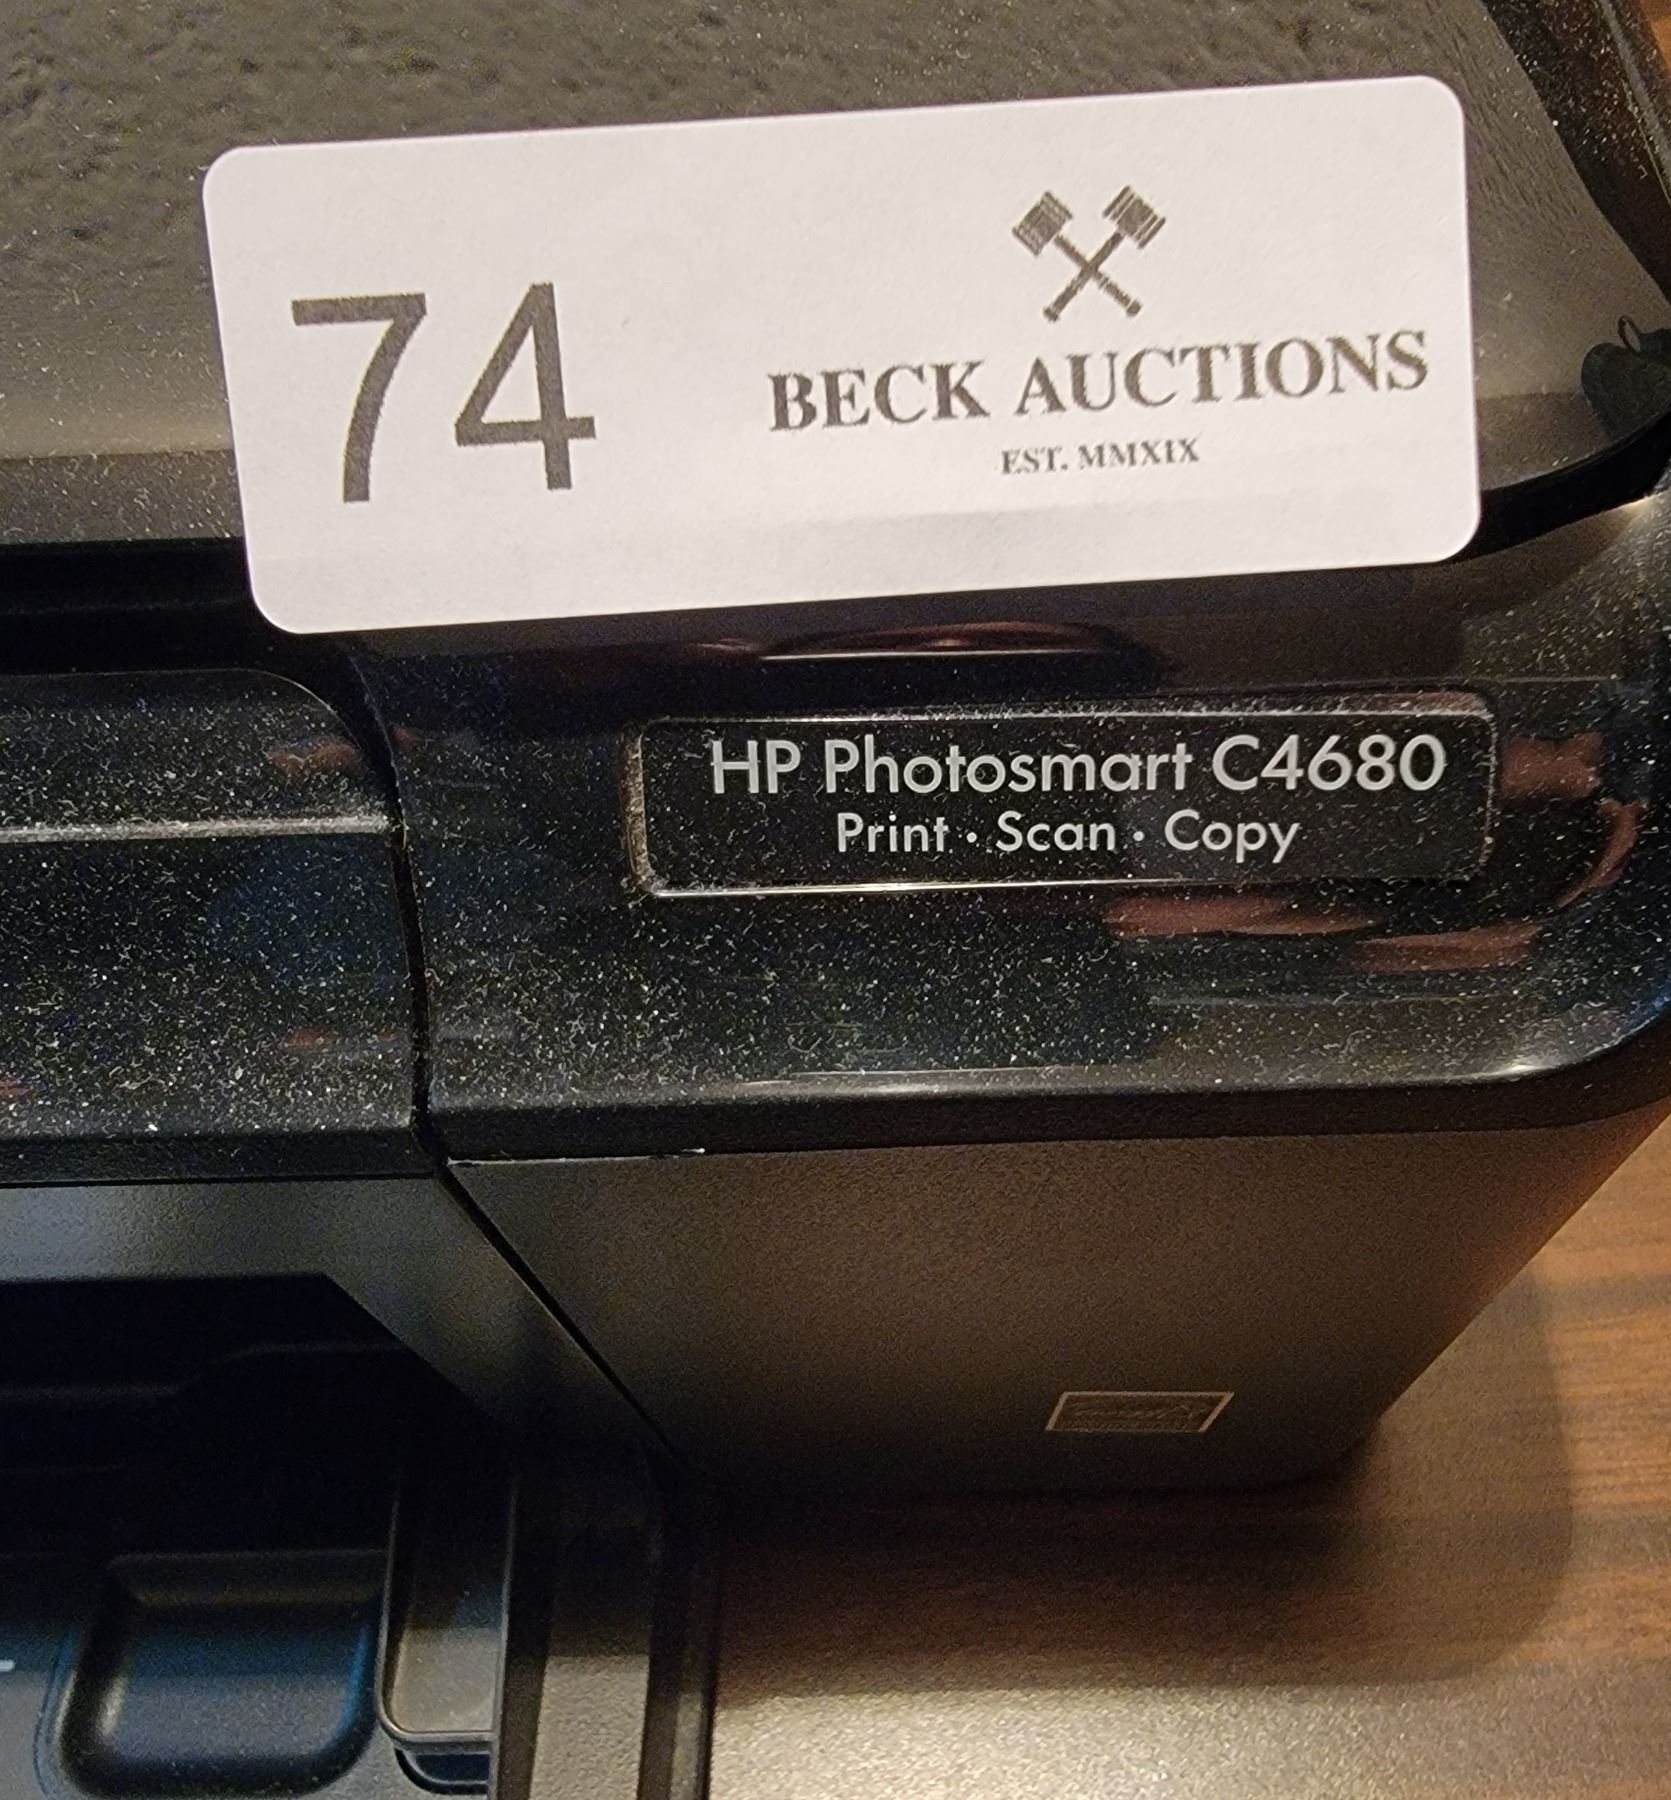 74
BECK AUCTIONS
EST. MMXIX
HP Photosmart C4680
Print · Scan · Copy